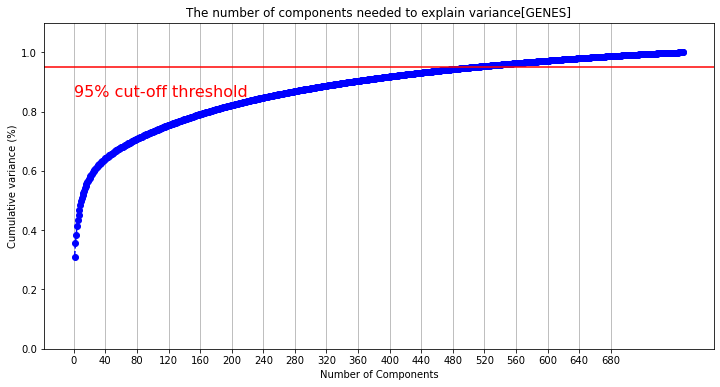 The number of components needed to explain variance[GENES]
Cumulative variance (%)
1.0
0.8
0.6
0.4
0.2
0.0
95% cut-off threshold
0 40 80 120 160 200 240 280 320 360 400 440 480 520 560 600 640 680
Number of Components